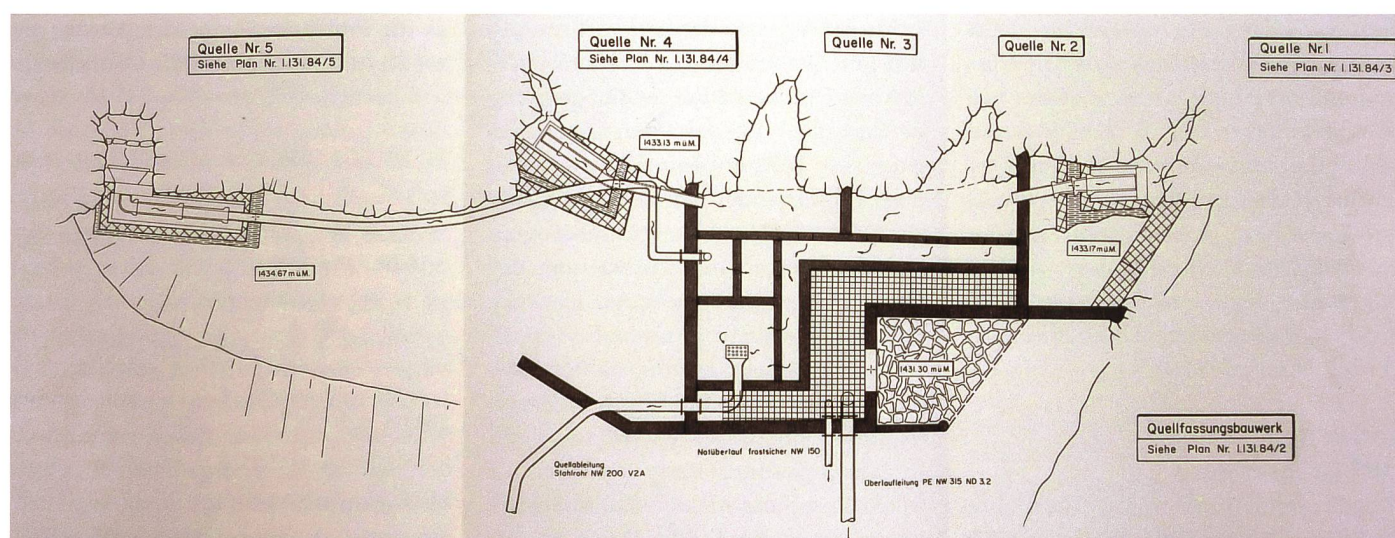 Quelle Nr. 5
Siehe Plan Nr. 1.131.84/5
Quelle Nr. 4
Siehe Plan Nr. 1.131.84/4
Quelle Nr. 3
Quelle Nr. 2
Quelle Nr. 1
Siehe Plan Nr. 1.131.84/3
1433.13 m ü.M.
1434.67 m ü.M.
1433.17 m ü.M.
1431.30 m ü.M.
Quellfassungsbauwerk
Siehe Plan Nr. 1.131.84/2
Notüberlauf frostsicher NW 150
Quellableitung
Stahlrohr NW 200 V2A
Überlaufleitung PE NW 315 ND 3.2